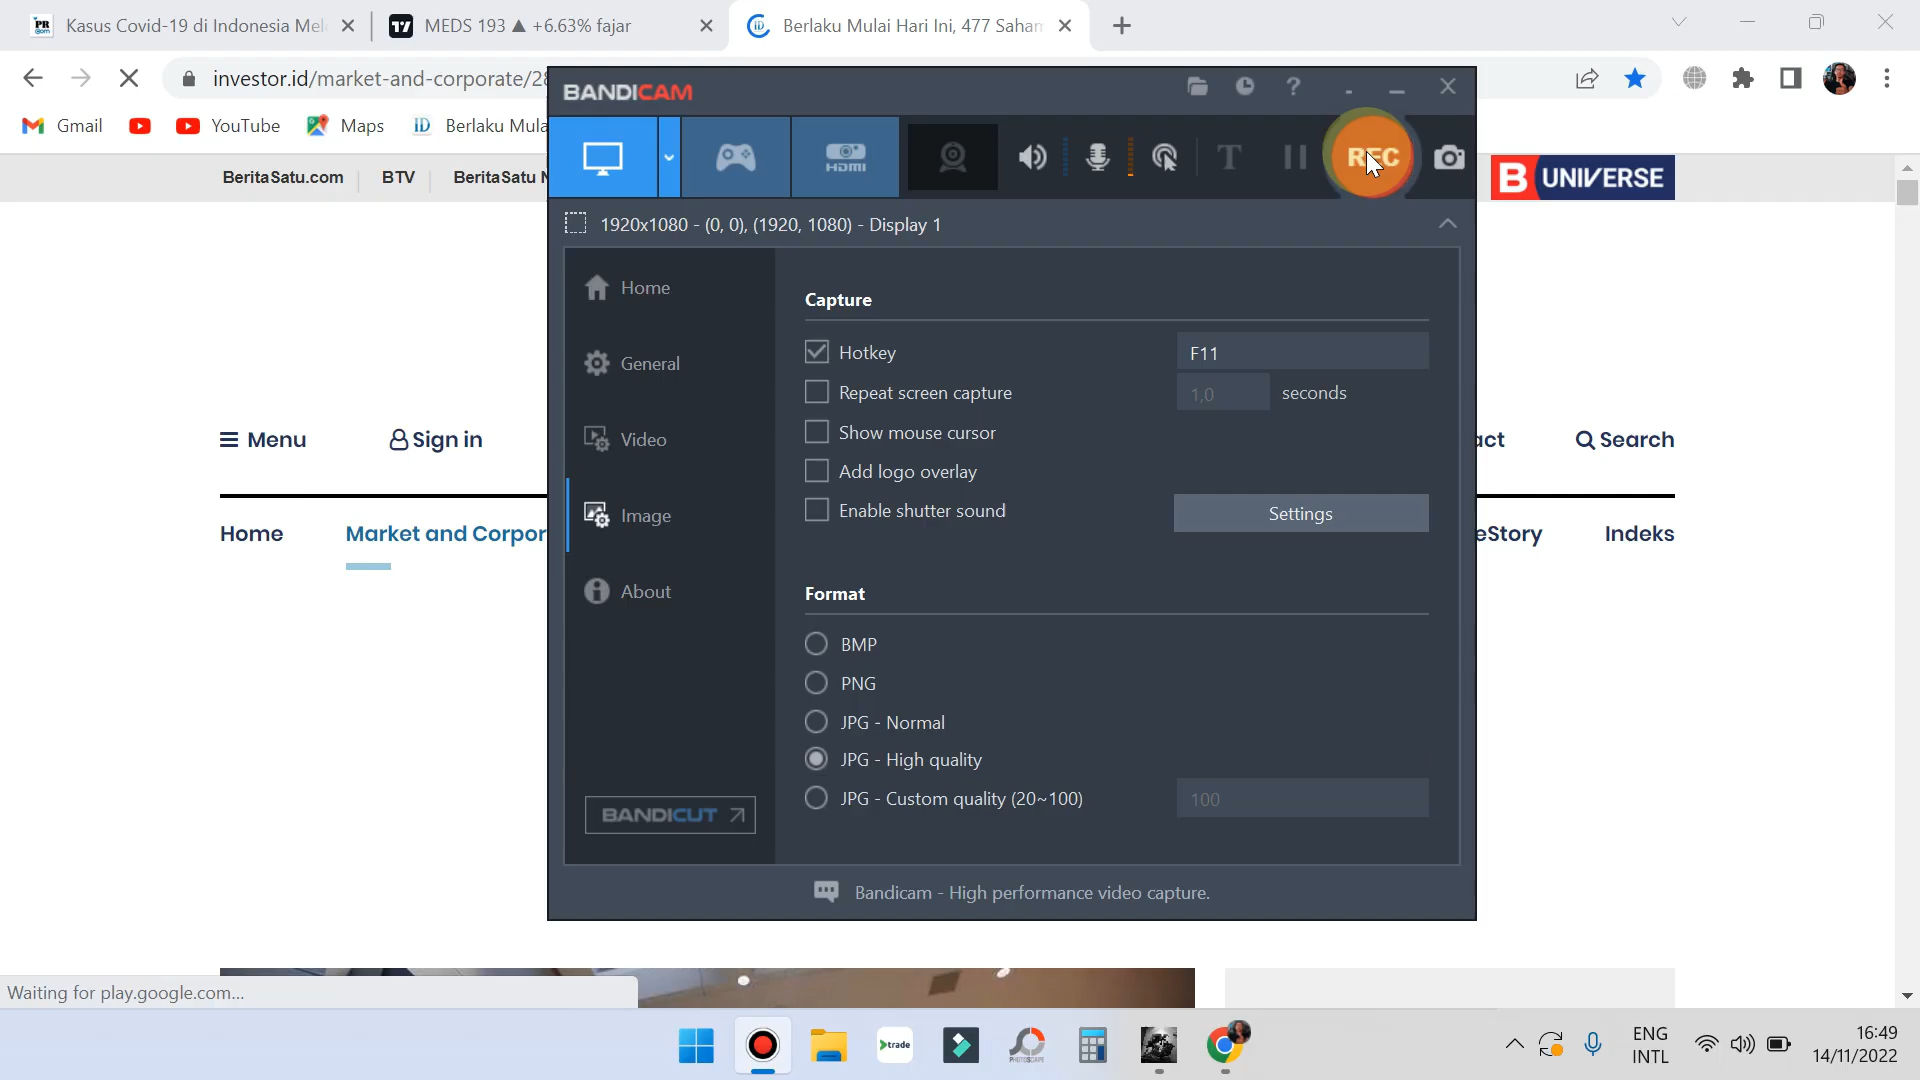 Kasus Covid-19 di Indonesia Mel
MEDS 193 ▲ +6.63% fajar
Berlaku Mulai Hari Ini, 477 Saham
investor.id/market-and-corporate/28
BANDICAM
Gmail
YouTube
Maps
Berlaku Mula
HDMI
REC
BeritaSatu.com
BTV
BeritaSatu N
B UNIVERSE
1920x1080 - (0, 0), (1920, 1080) - Display 1
Home
Capture
Hotkey
F11
General
Repeat screen capture
1,0
seconds
Show mouse cursor
Video
Menu
Sign in
act
Search
Add logo overlay
Enable shutter sound
Settings
Image
Home
Market and Corpor
eStory
Indeks
About
Format
BMP
PNG
JPG - Normal
JPG - High quality
JPG - Custom quality (20~100)
100
BANDICUT
Bandicam - High performance video capture.
Waiting for play.google.com...
trade
PHOTOSCAPE
ENG
INTL
16:49
14/11/2022